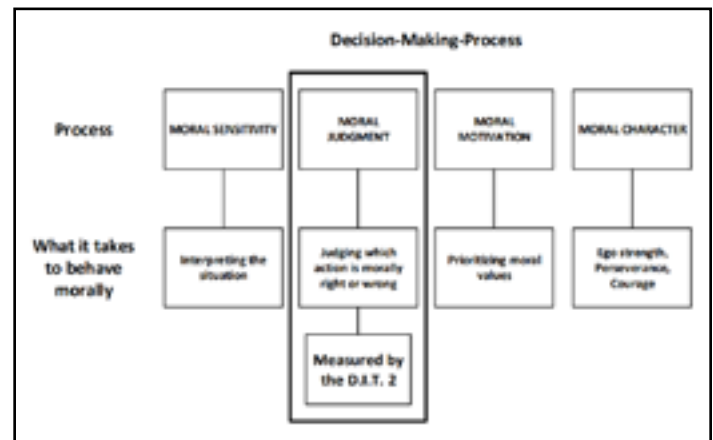 Decision-Making-Process
Process
MORAL SENSITIVITY
MORAL
JUDGMENT
MORAL
MOTIVATION
MORAL CHARACTER
What it takes
to behave
morally
Interpreting the
situation
Judging which
action is morally
right or wrong
Prioritizing moral
values
Ego strength,
Perseverance,
Courage
Measured by
the D.I.T. 2